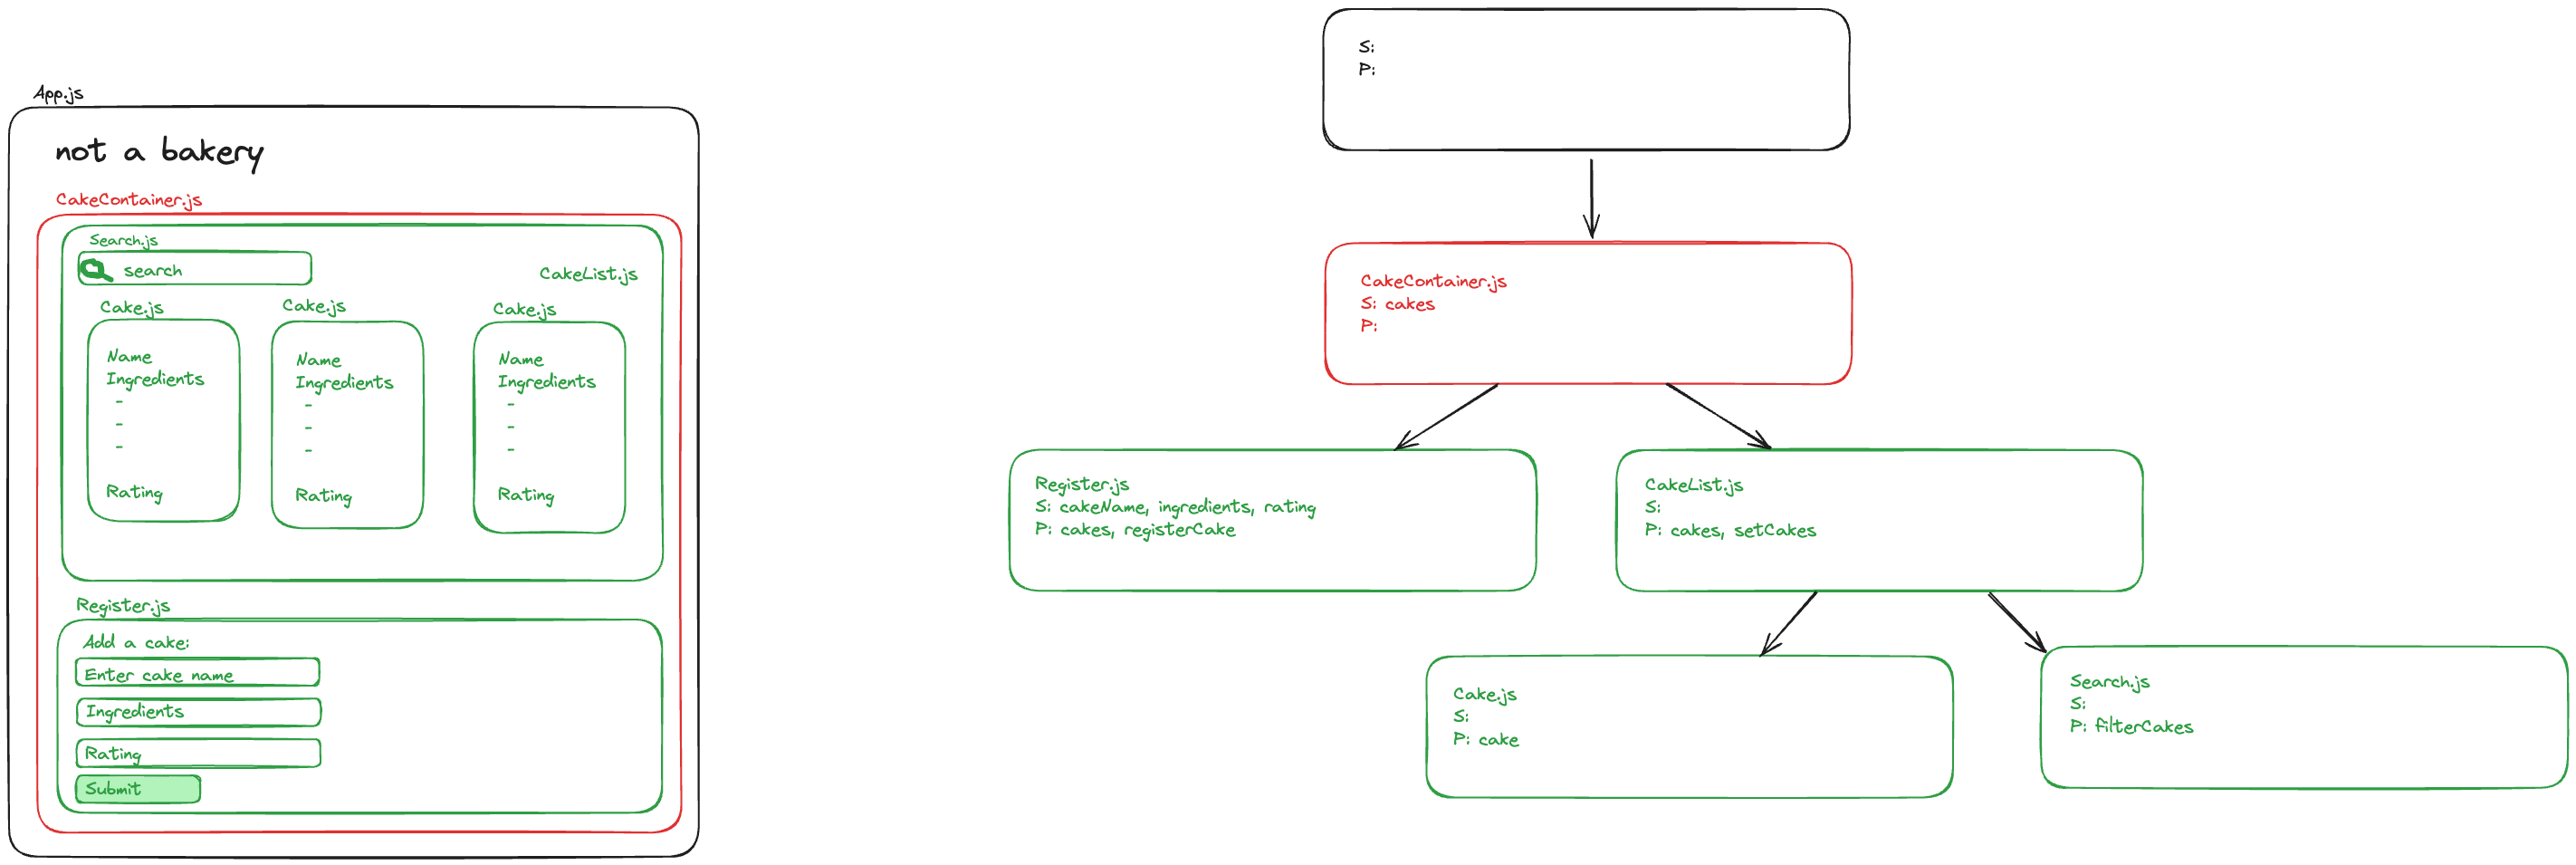 App.js
not a bakery
CakeContainer.js
Search.js
search
CakeList.js
Cake.js
Name
Ingredients
-
-
-
Rating
Cake.js
Name
Ingredients
-
-
-
Rating
Cake.js
Name
Ingredients
-
-
-
Rating
Register.js
Add a cake:
Enter cake name
Ingredients
Rating
Submit
S:
P:
CakeContainer.js
S: cakes
P:
Register.js
S: cakeName, ingredients, rating
P: cakes, registerCake
CakeList.js
S:
P: cakes, setCakes
Cake.js
S:
P: cake
Search.js
S:
P: filterCakes